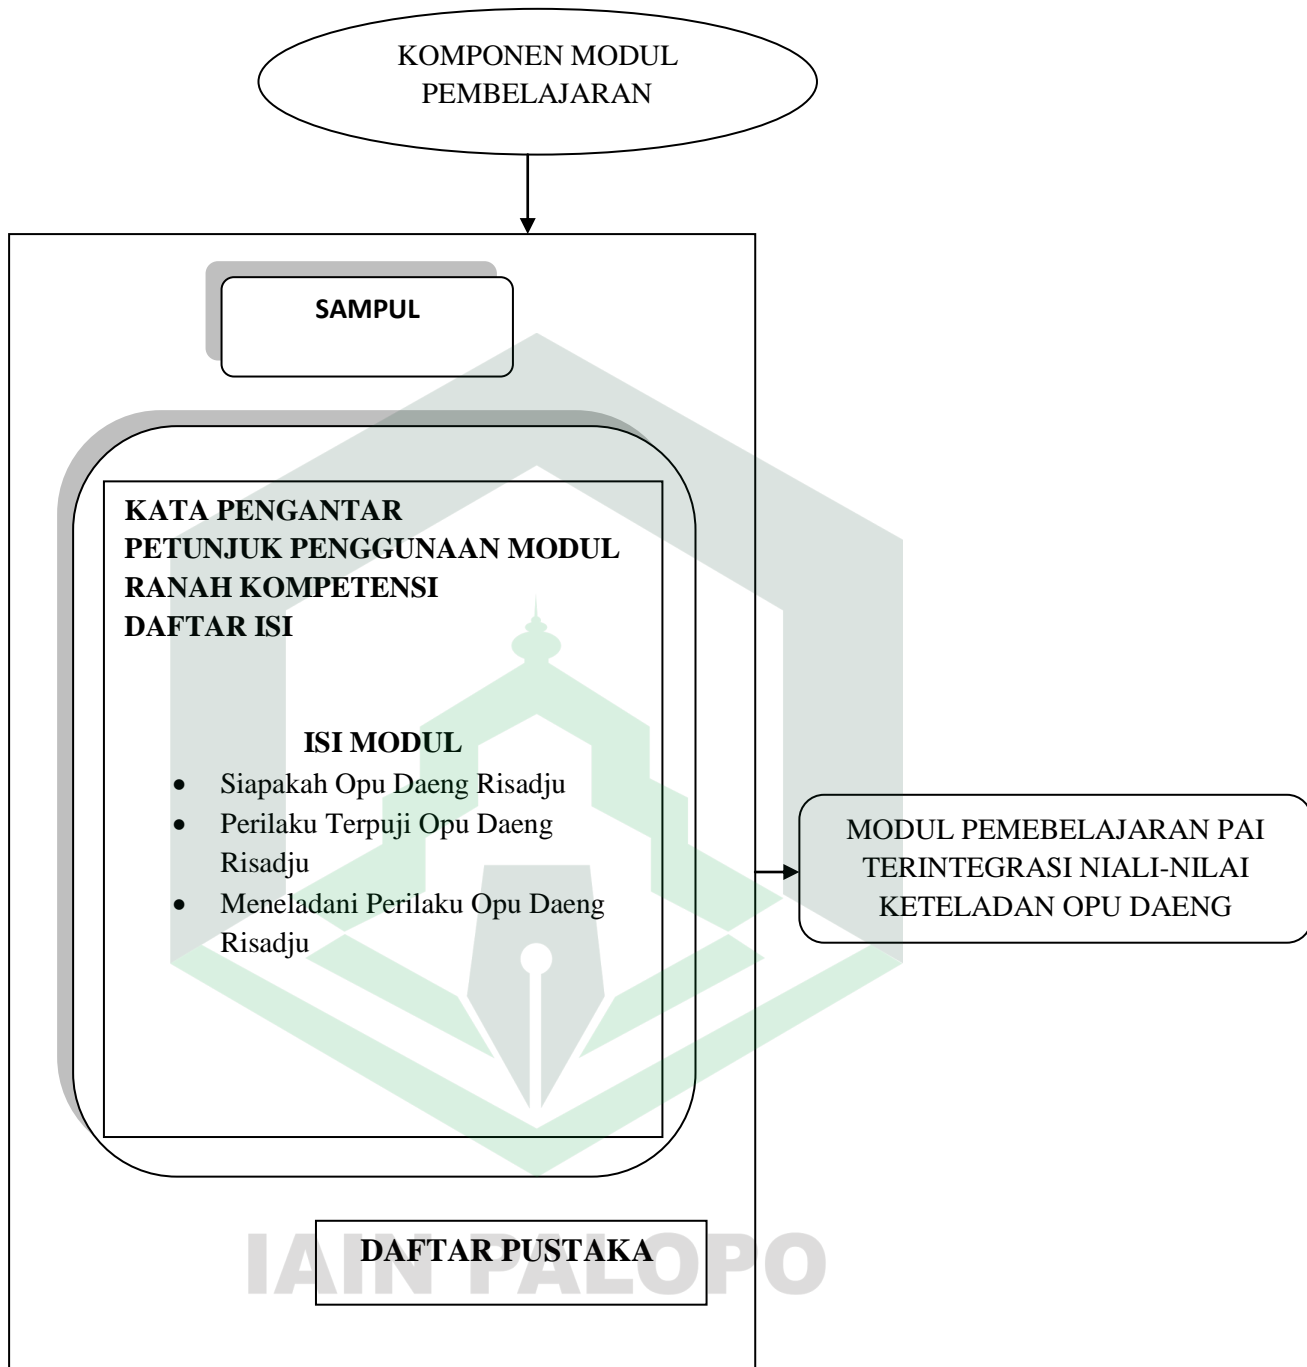 KOMPONEN MODUL
PEMBELAJARAN
SAMPUL
KATA PENGANTAR
PETUNJUK PENGGUNAAN MODUL
RANAH KOMPETENSI
DAFTAR ISI
ISI MODUL
• Siapakah Opu Daeng Risadju
• Perilaku Terpuji Opu Daeng
Risadju
• Meneladani Perilaku Opu Daeng
Risadju
MODUL PEMEBELAJARAN PAI
TERINTEGRASI NIALI-NILAI
KETELADAN OPU DAENG
DAFTAR PUSTAKA
IAIN PALOPO